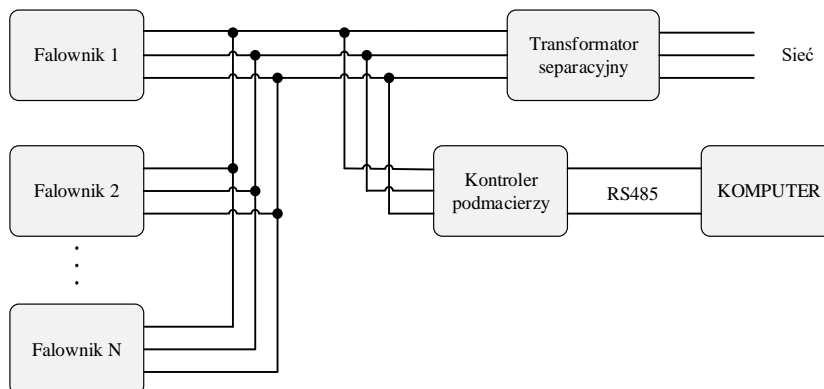 Falownik 1
Transformator
separacyjny
Sieć
Falownik 2
Kontroler
podmacierzy
RS485
KOMPUTER
Falownik N